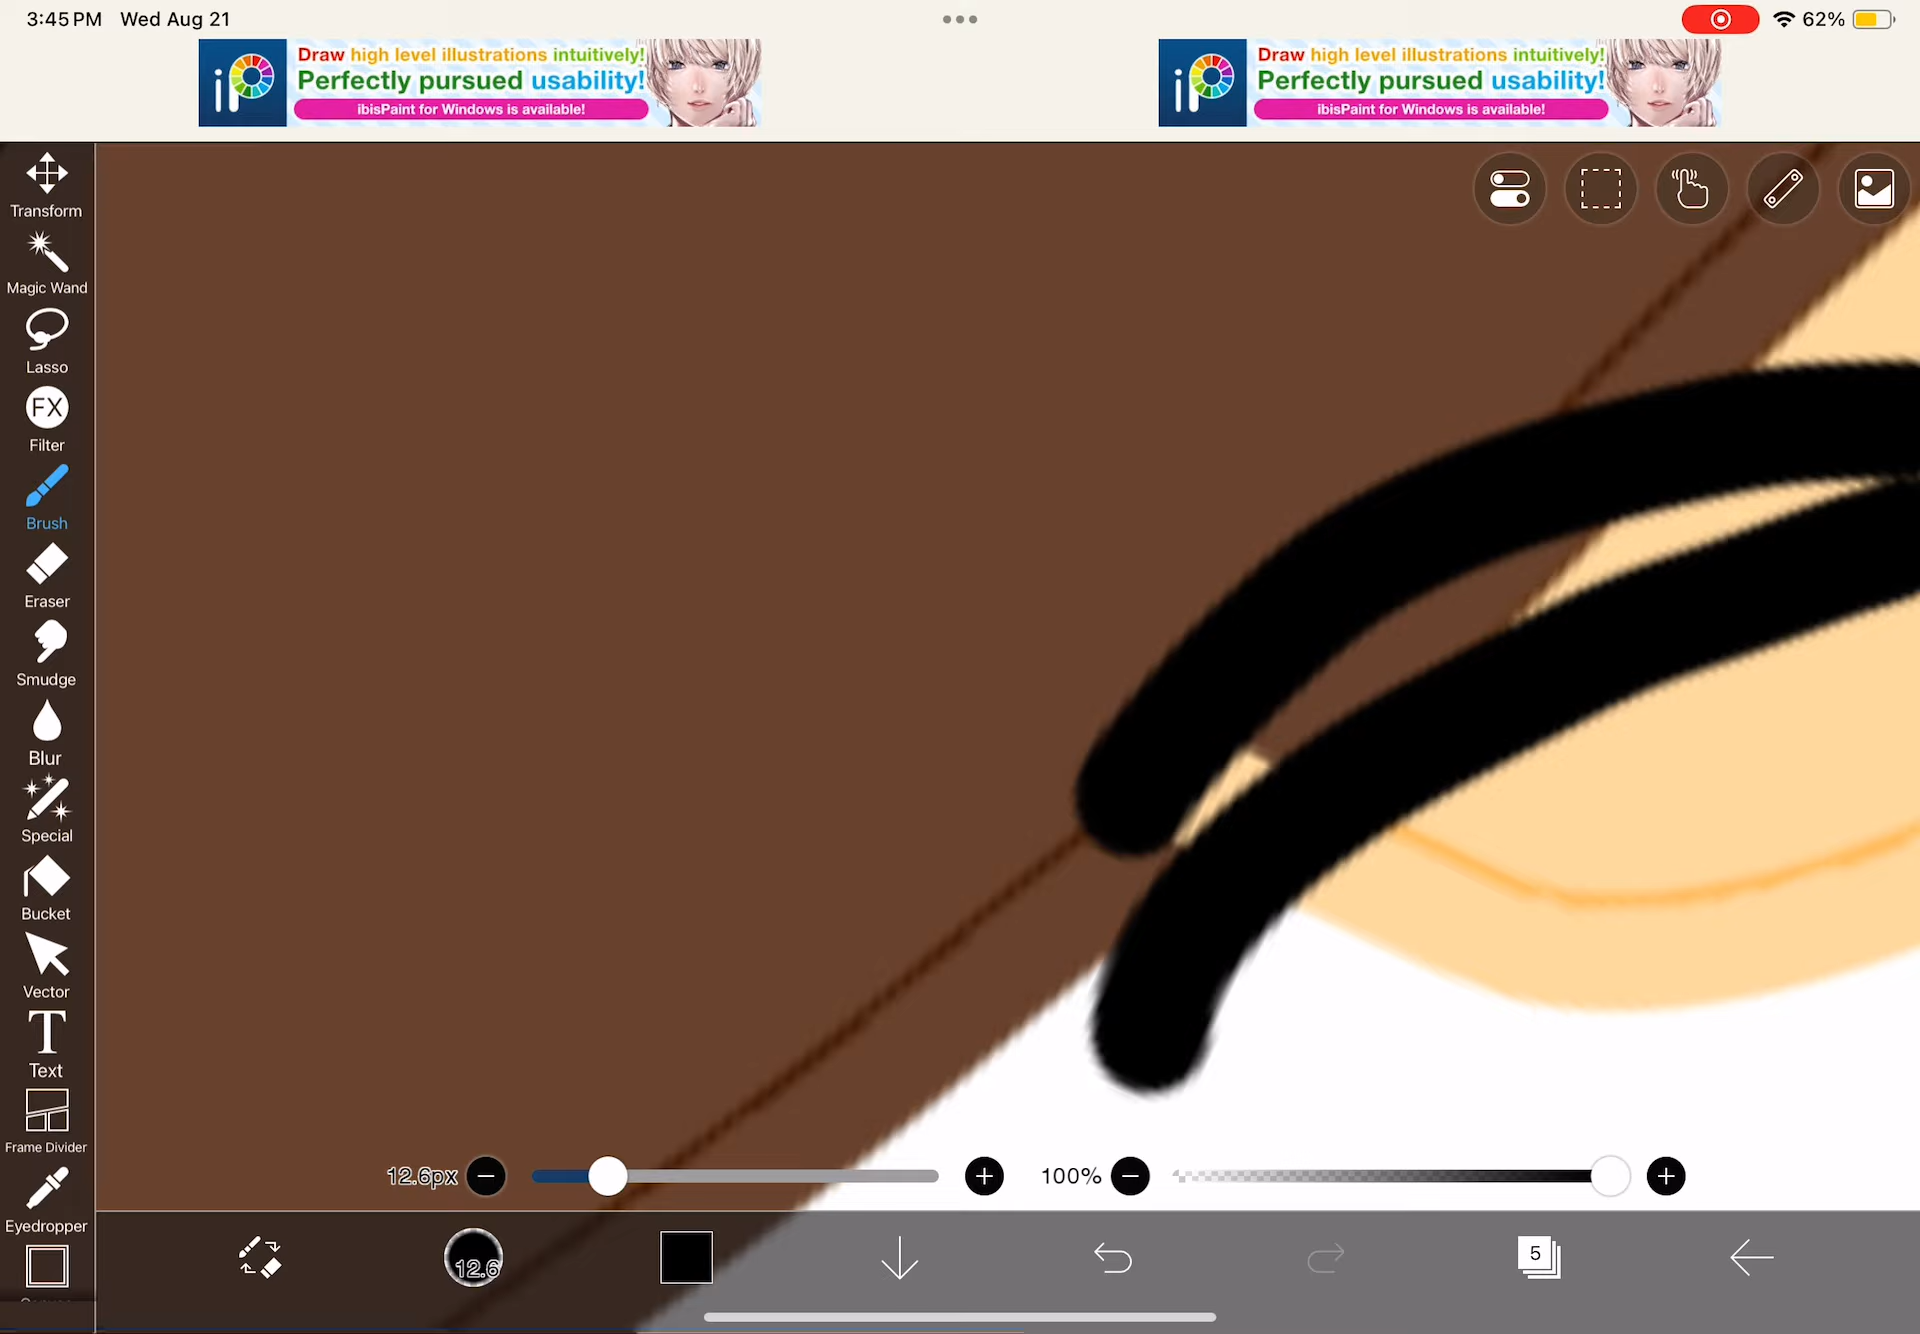 3:45 PM Wed Aug 21
62%
iP Draw high level illustrations intuitively!
Perfectly pursued usability!
ibisPaint for Windows is available!
iP Draw high level illustrations intuitively!
Perfectly pursued usability!
ibisPaint for Windows is available!
Transform
Magic Wand
Lasso
FX
Filter
Brush
Eraser
Smudge
Blur
Special
Bucket
Vector
T
Text
Frame Divider
Eyedropper
12.6px
100%
12.6
5